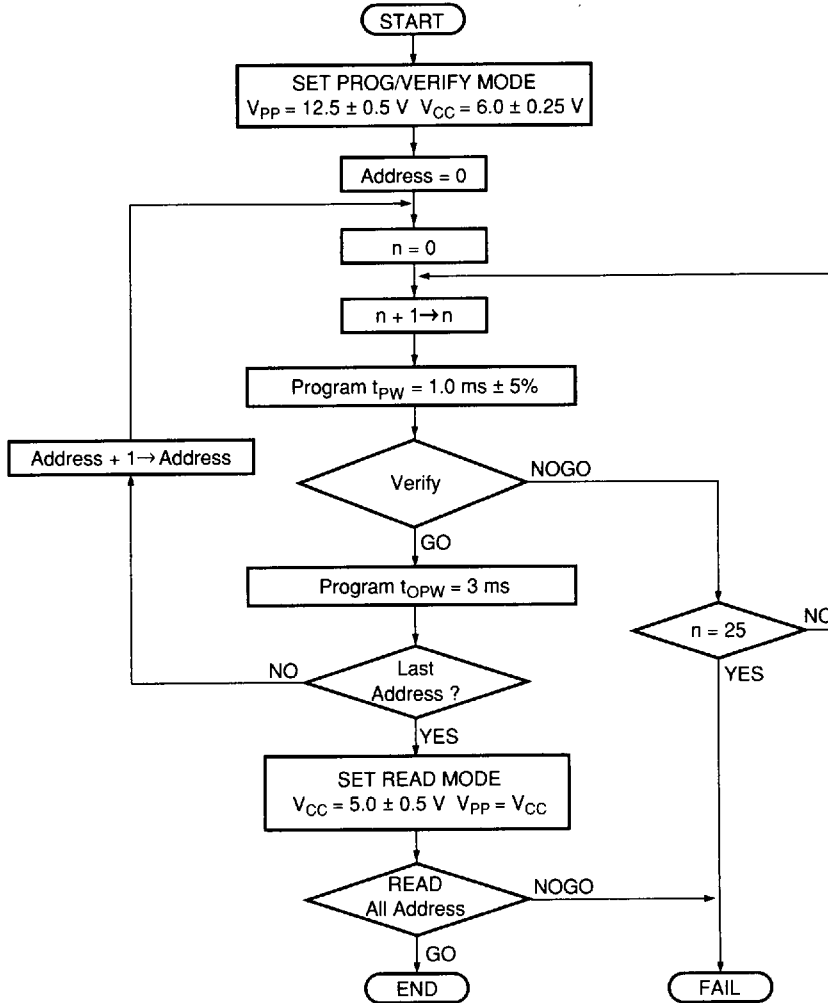 START
SET PROG/VERIFY MODE
VPP = 12.5 ± 0.5 V VCC = 6.0 ± 0.25 V
Address = 0
n = 0
n + 1→n
Program tPW = 1.0 ms ± 5%
Address + 1→Address
Verify
NOGO
GO
Program tOPW = 3 ms
n = 25
NO
YES
Last
Address ?
NO
YES
SET READ MODE
VCC = 5.0 ± 0.5 V VPP = VCC
READ
All Address
NOGO
GO
END
FAIL